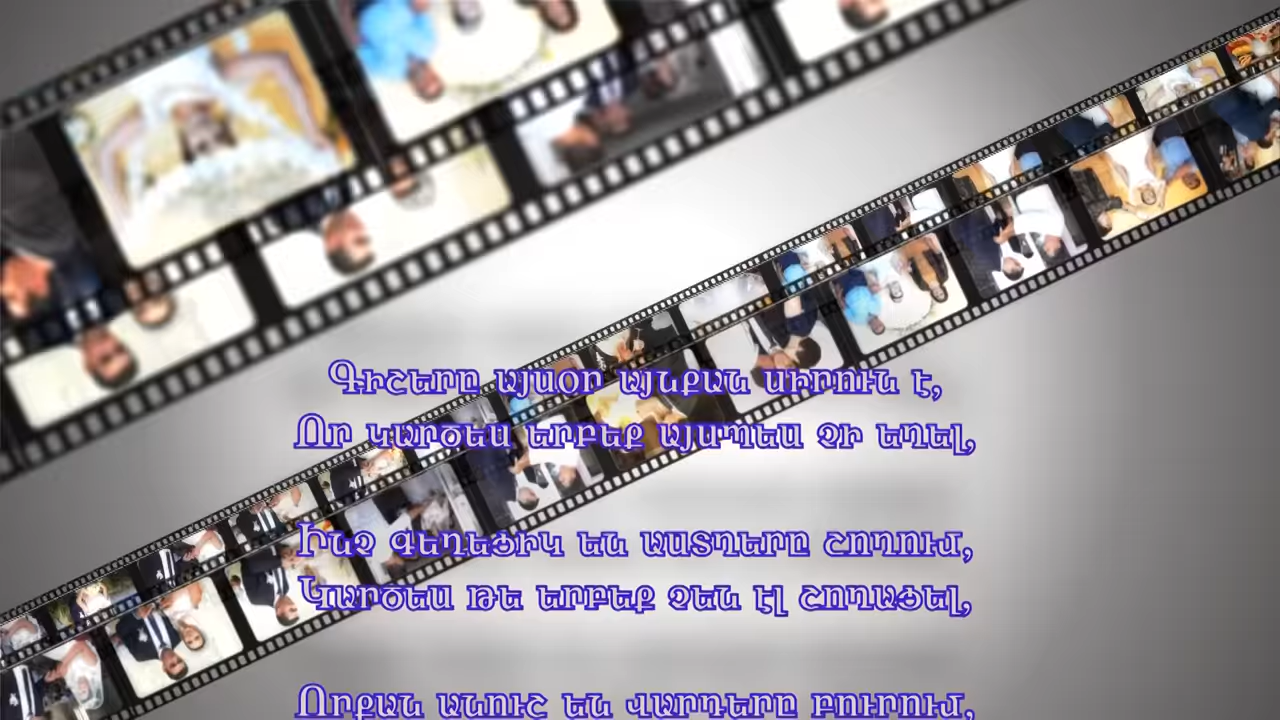 Գիշերը այսօր այնքան սիրուն է,
Որ կարծես երբեք այսպես չի եղել,
Ինչ գեղեցիկ են աստղերը շողում,
Կարծես թե երբեք չեն էլ շողացել,
Որքան անուշ են վարդերը բուրում,